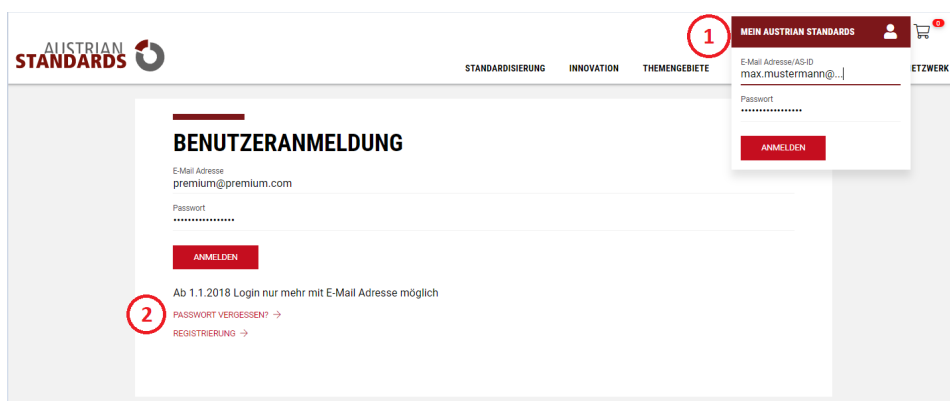 AUSTRIAN
STANDARDS
1
MEIN AUSTRIAN STANDARDS
0
STANDARDISIERUNG INNOVATION THEMENGEBIETE ETZWERK
E-Mail Adresse/AS-ID
max.mustermann@...
Passwort
•••••••••••••••••
ANMELDEN
BENUTZERANMELDUNG
E-Mail Adresse
premium@premium.com
Passwort
•••••••••••••••••
ANMELDEN
Ab 1.1.2018 Login nur mehr mit E-Mail Adresse möglich
2
PASSWORT VERGESSEN? →
REGISTRIERUNG →